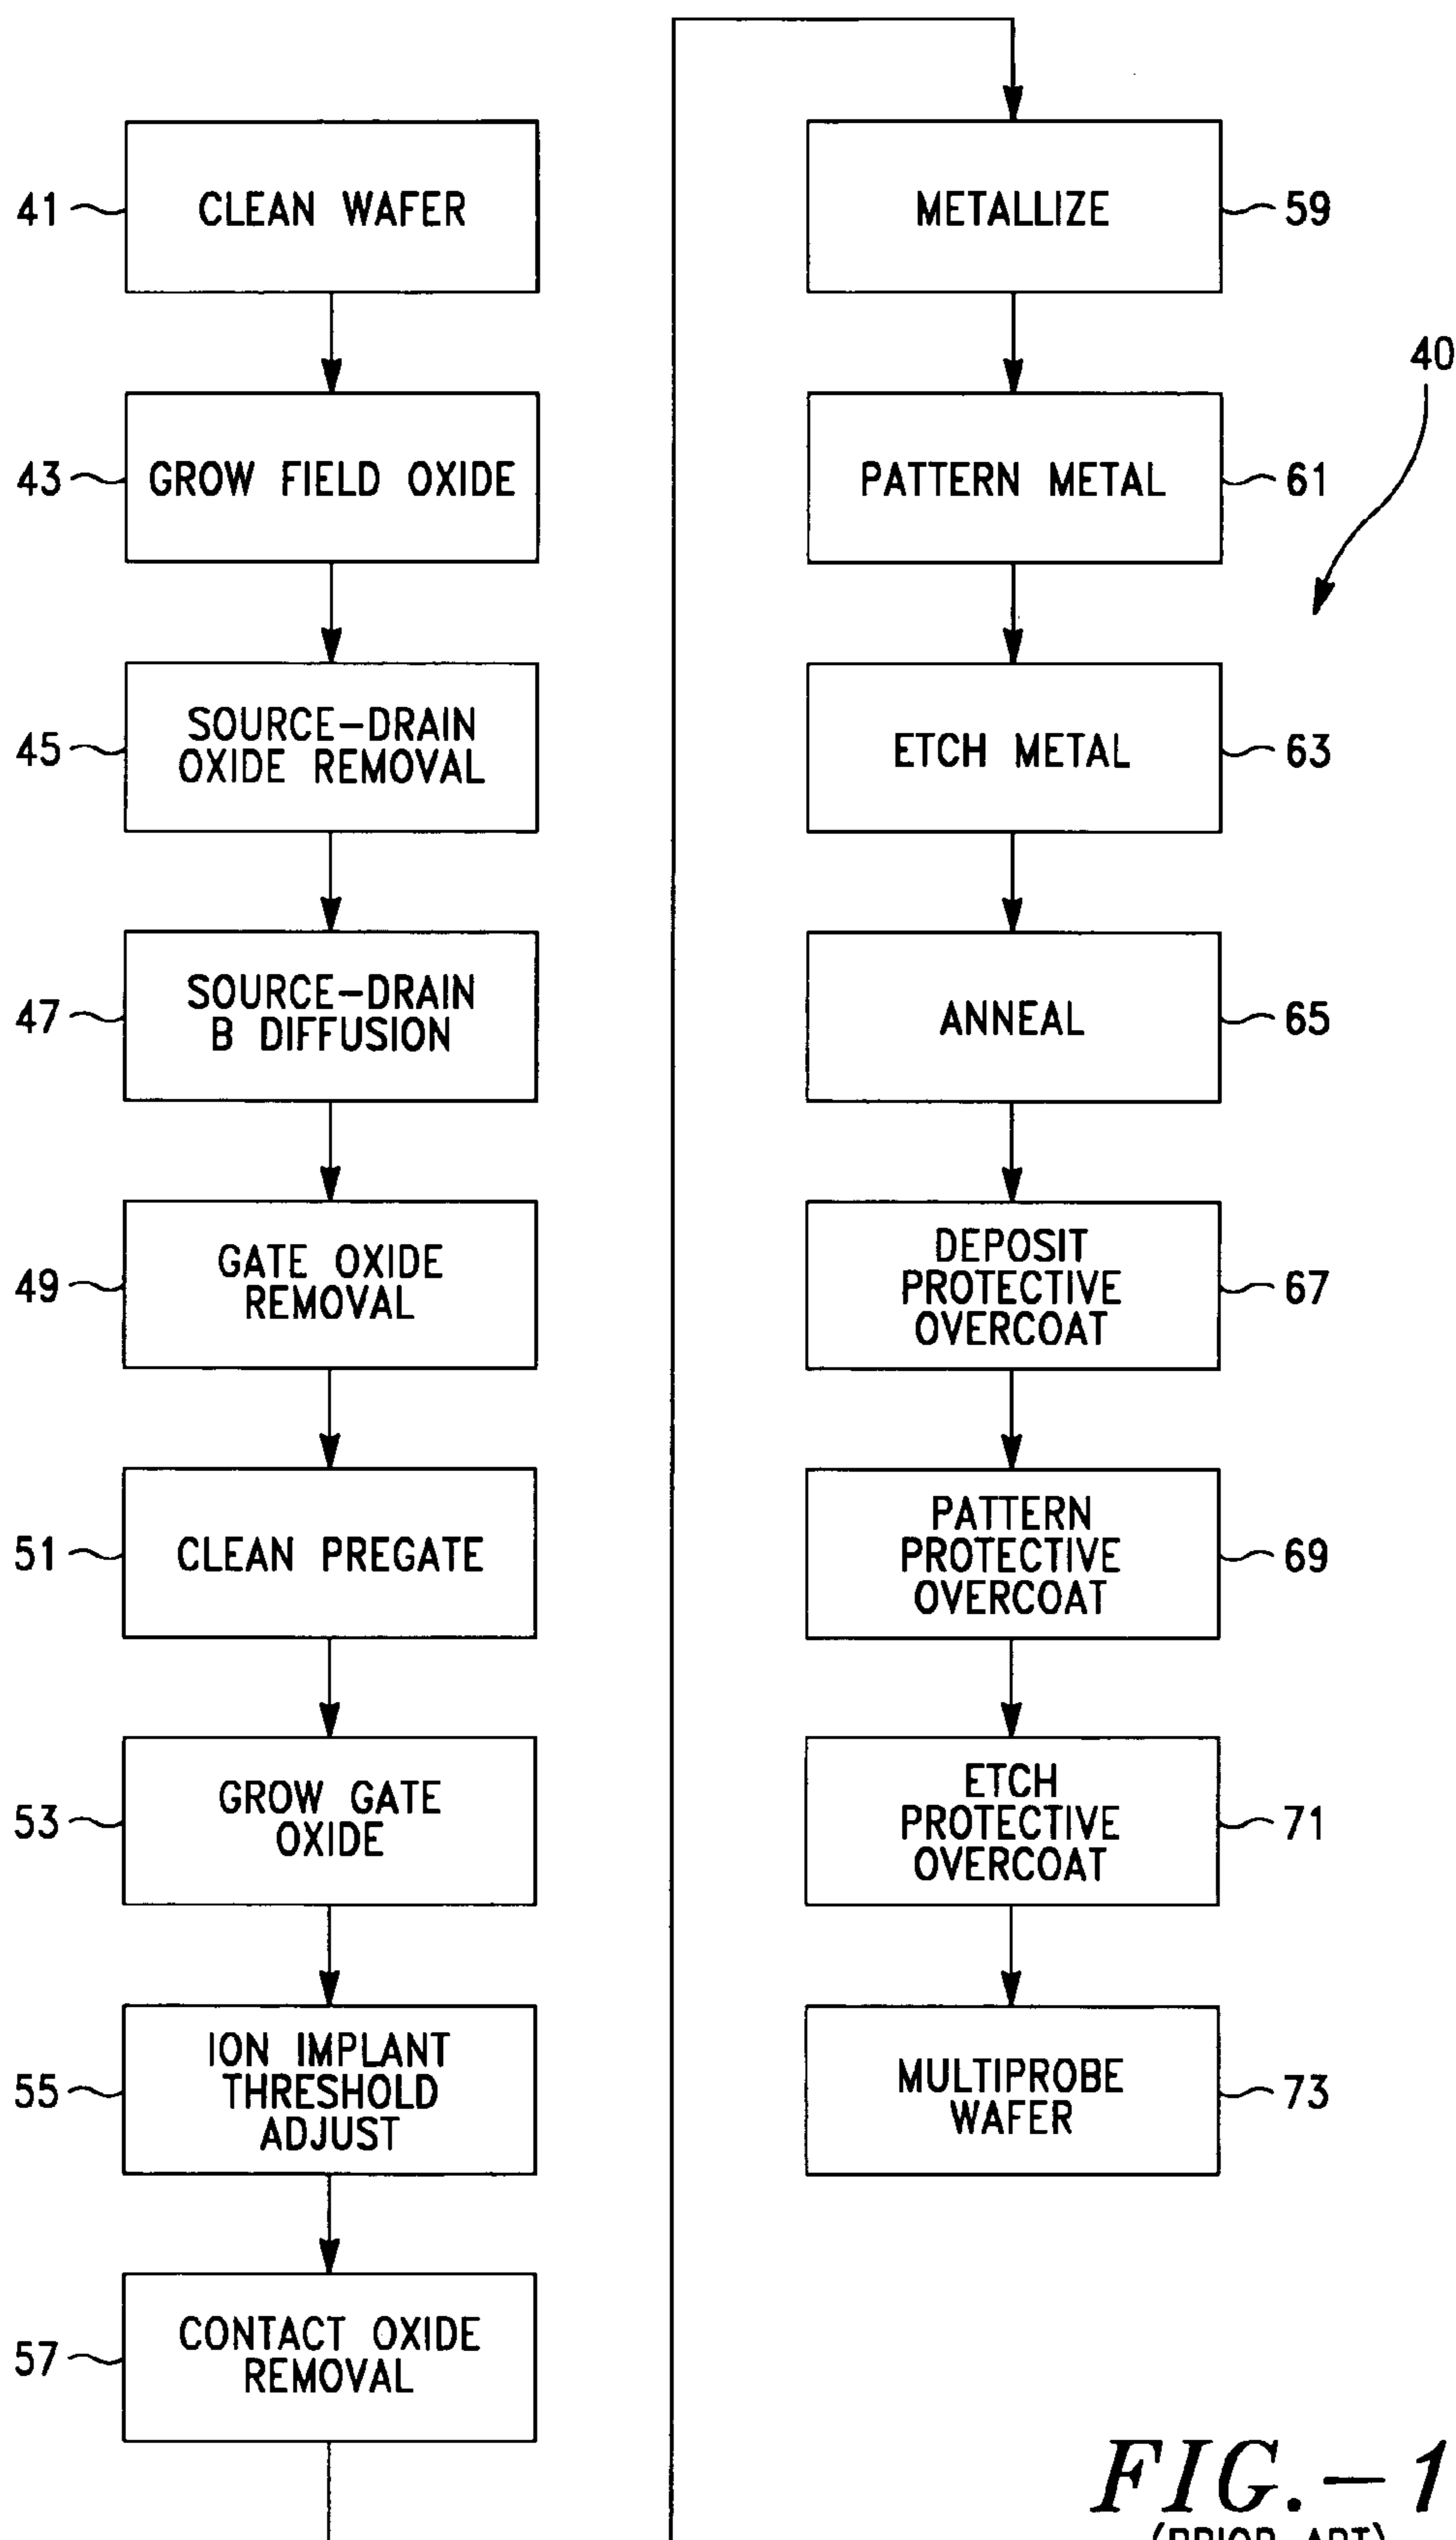 41
CLEAN WAFER
43
GROW FIELD OXIDE
45
SOURCE-DRAIN
OXIDE REMOVAL
47
SOURCE-DRAIN
B DIFFUSION
49
GATE OXIDE
REMOVAL
51
CLEAN PREGATE
53
GROW GATE
OXIDE
55
ION IMPLANT
THRESHOLD
ADJUST
57
CONTACT OXIDE
REMOVAL
METALLIZE
59
40
PATTERN METAL
61
ETCH METAL
63
ANNEAL
65
DEPOSIT
PROTECTIVE
OVERCOAT
67
PATTERN
PROTECTIVE
OVERCOAT
69
ETCH
PROTECTIVE
OVERCOAT
71
MULTIPROBE
WAFER
73
FIG.-1
(PRIOR ART)